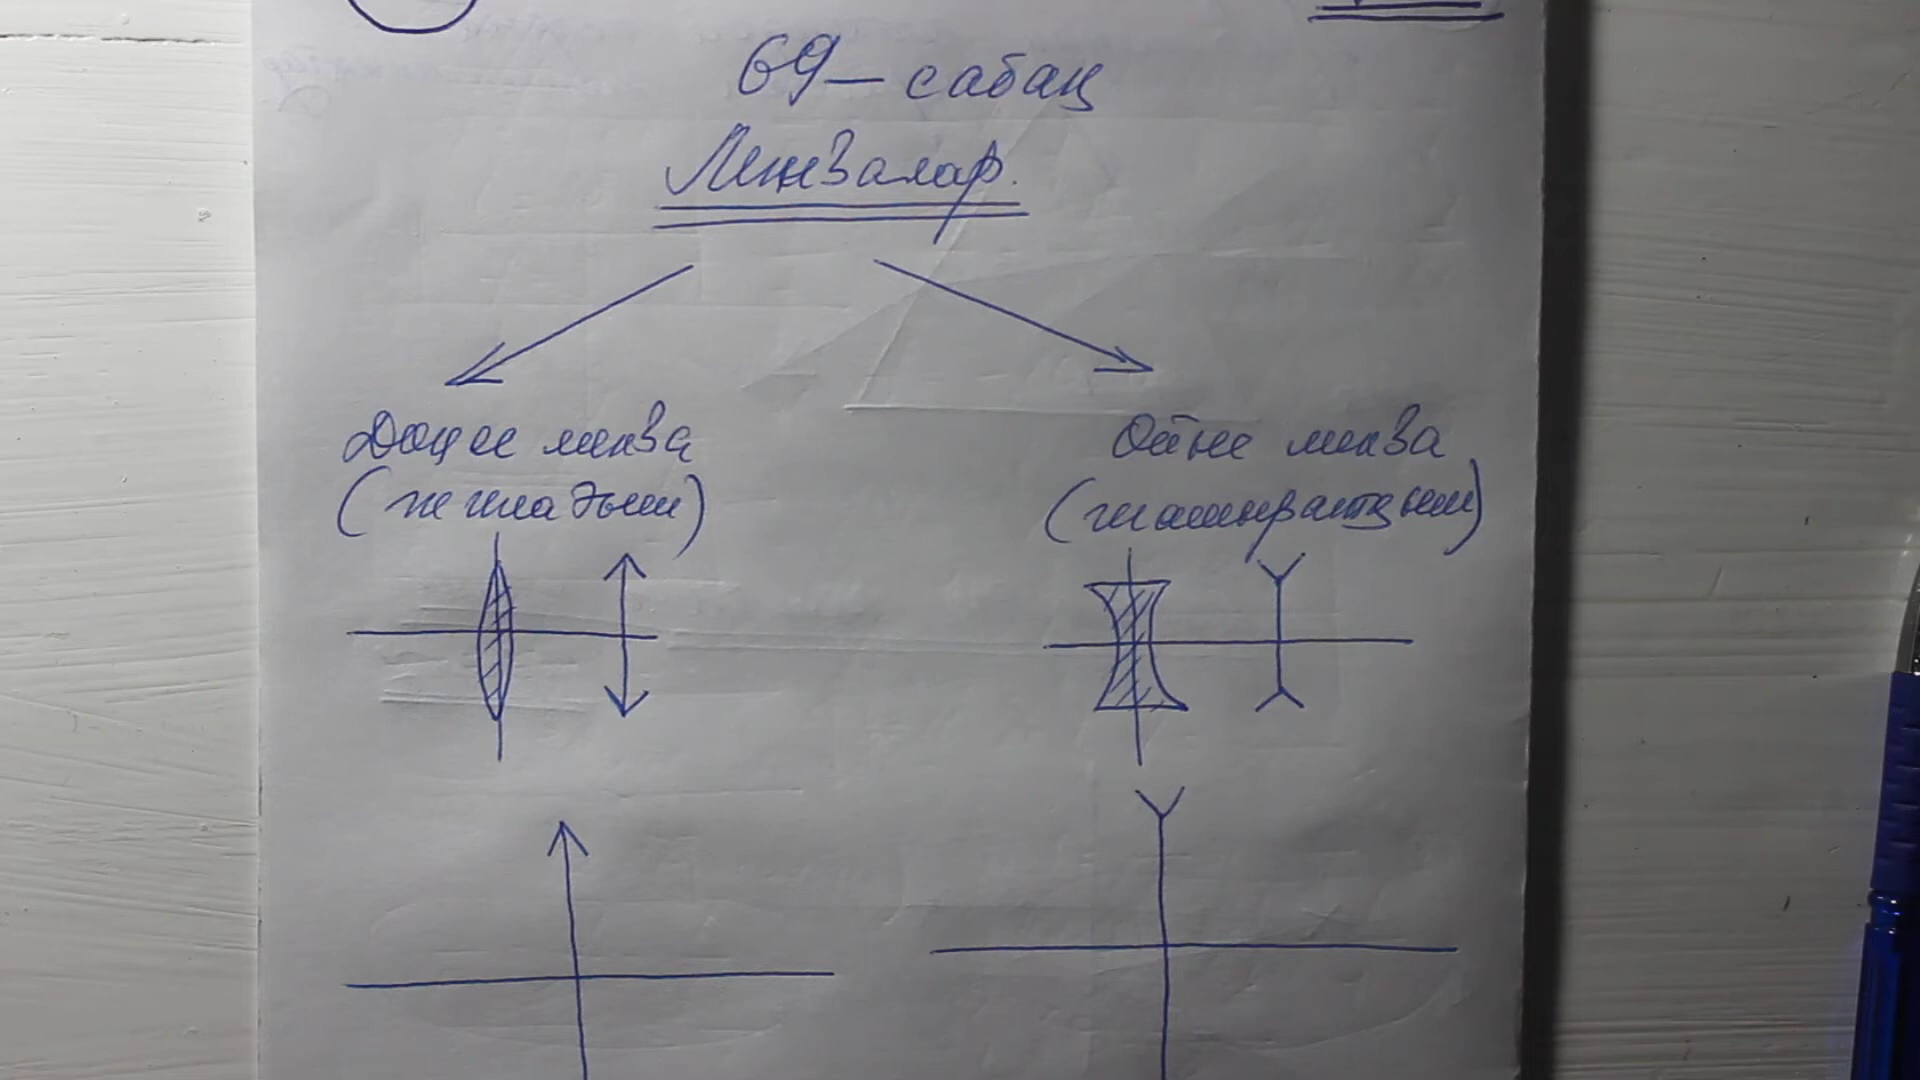 69 – сабақ
Линзалар.
Дөңес линза
Ойыс линза
(жинағыш)
(шашыратқыш)